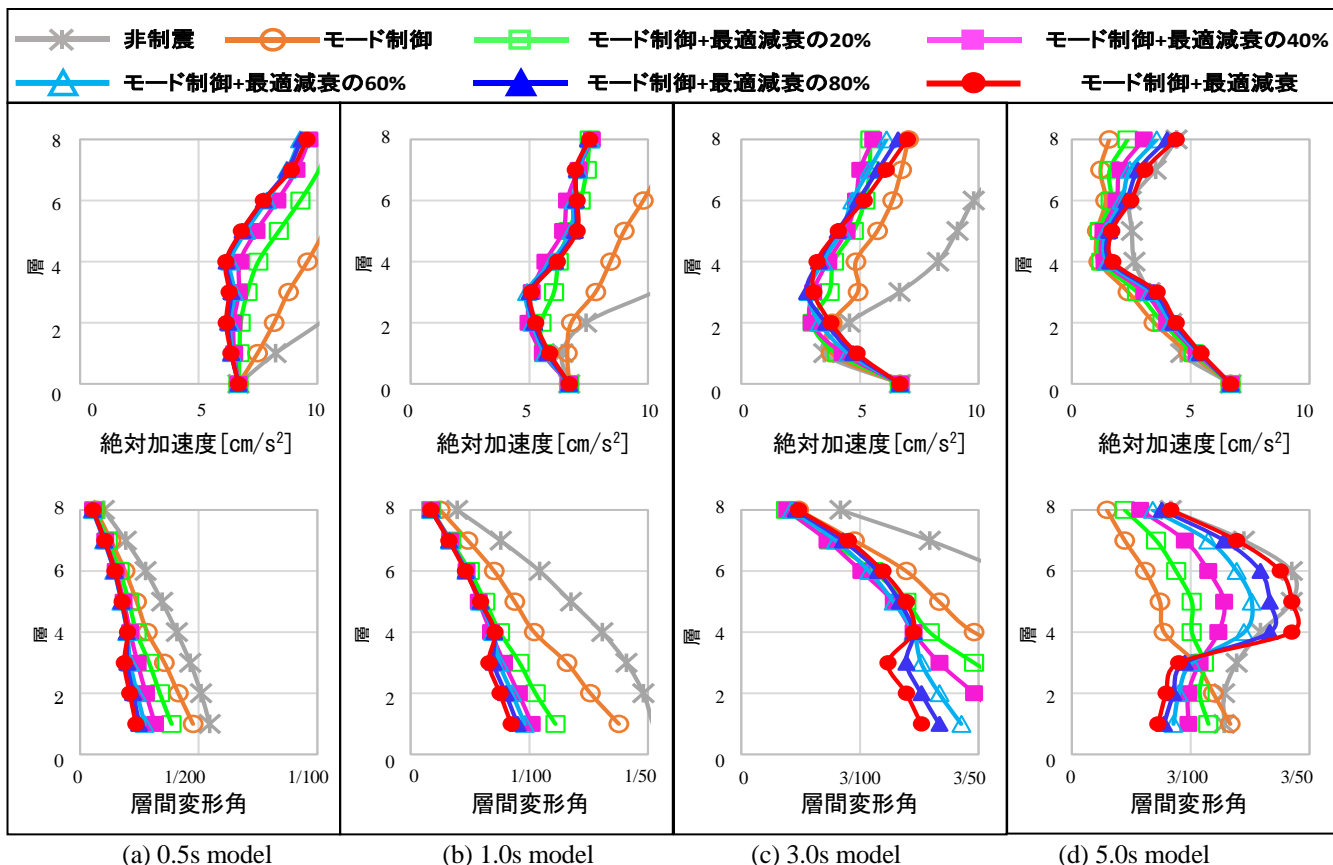 非制震 モード制御 モード制御+最適減衰の20% モード制御+最適減衰の40%
モード制御+最適減衰の60% モード制御+最適減衰の80% モード制御+最適減衰
8
6
層
4
2
0
0 5 10
絶対加速度[cm/s²]
8
6
層
4
2
0
0 5 10
絶対加速度[cm/s²]
8
6
層
4
2
0
0 5 10
絶対加速度[cm/s²]
8
6
層
4
2
0
0 5 10
絶対加速度[cm/s²]
8
6
層
4
2
0
0 1/200 1/100
層間変形角
8
6
層
4
2
0
0 1/100 1/50
層間変形角
8
6
層
4
2
0
0 3/100 3/50
層間変形角
8
6
層
4
2
0
0 3/100 3/50
層間変形角
(a) 0.5s model (b) 1.0s model (c) 3.0s model (d) 5.0s model